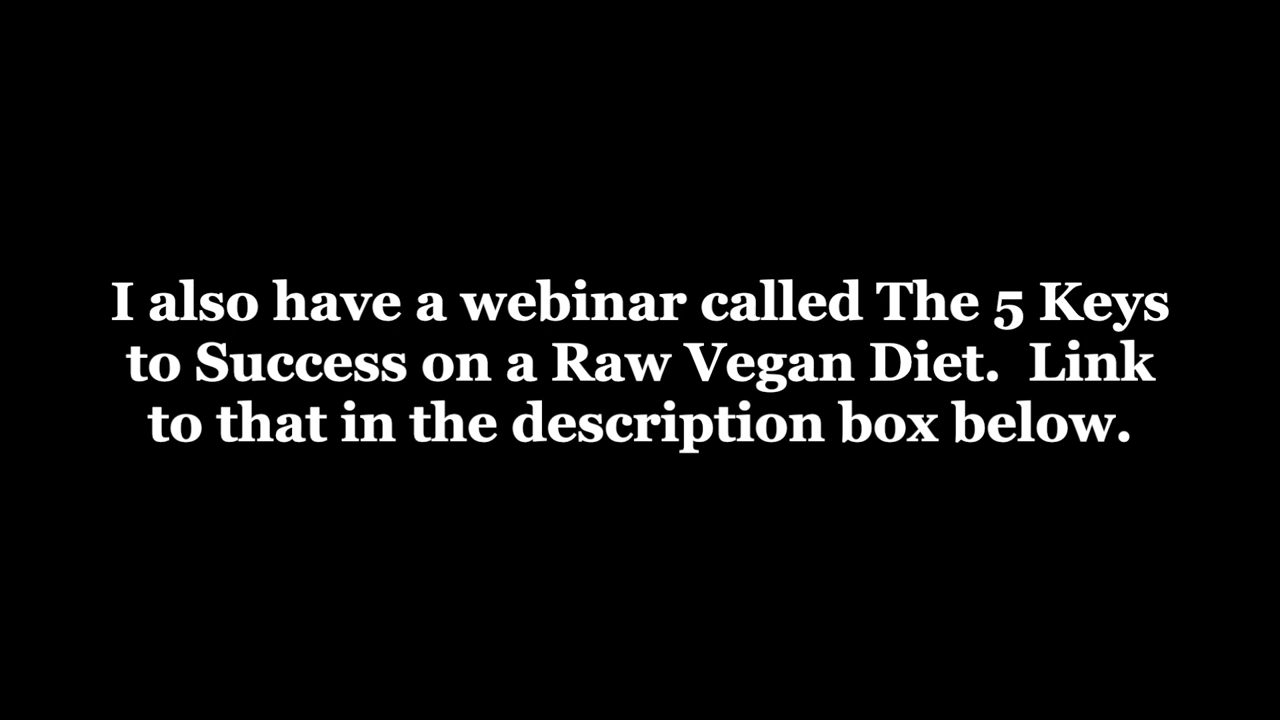 I also have a webinar called The 5 Keys
to Success on a Raw Vegan Diet.  Link
to that in the description box below.